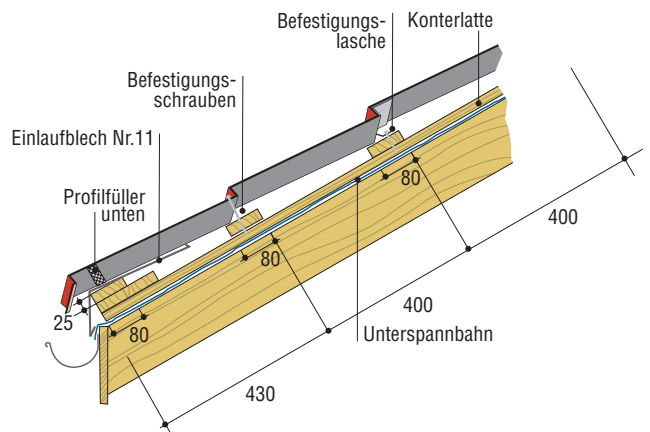 Befestigungs-
lasche
Konterlatte
Befestigungs-
schrauben
Einlaufblech Nr.11
Profilfüller
unten
80
400
80
400
25
80
Unterspannbahn
430